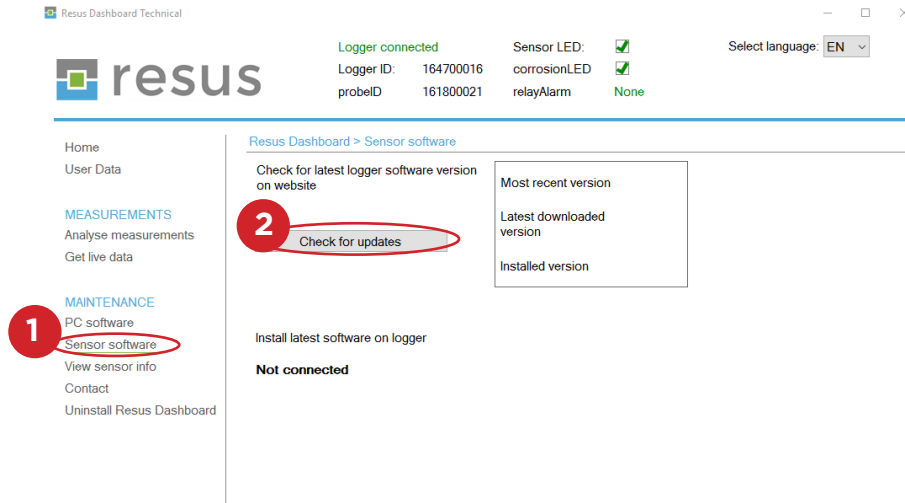 Resus Dashboard Technical
resus
Logger connected
Logger ID: 164700016
probeID 161800021
Sensor LED:
corrosionLED
relayAlarm None
Select language: EN
Home
User Data
MEASUREMENTS
Analyse measurements
Get live data
MAINTENANCE
PC software
1
Sensor software
View sensor info
Contact
Uninstall Resus Dashboard
Resus Dashboard > Sensor software
Check for latest logger software version
on website
2
Check for updates
Most recent version
Latest downloaded
version
Installed version
Install latest software on logger
Not connected